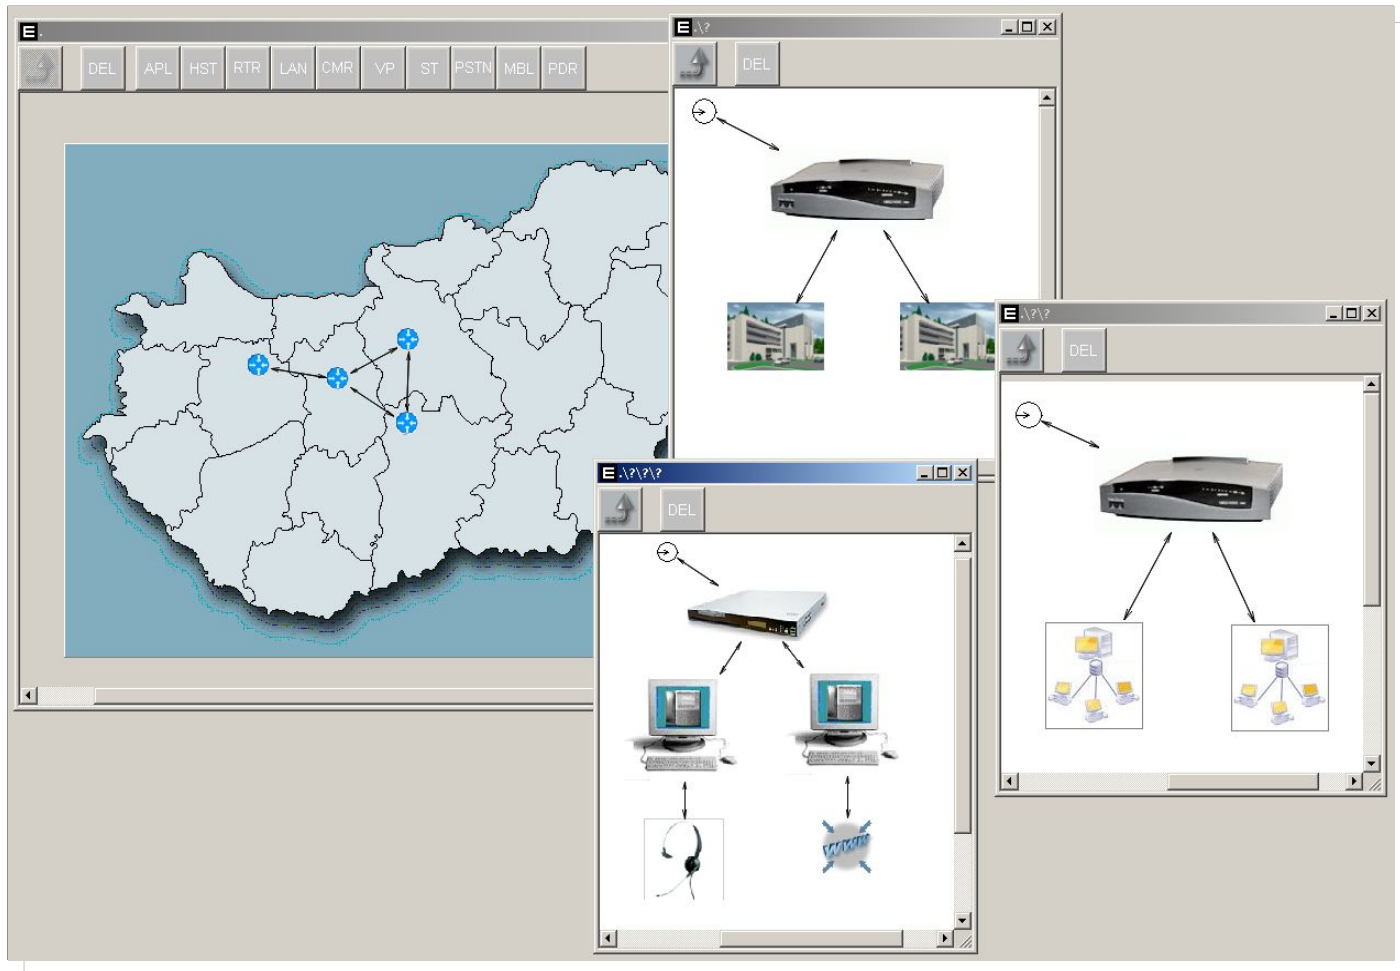 E.
DEL APL HST RTR LAN CMR VP ST PSTN MBL PDR
E.\?
DEL
E.\?\?
DEL
E.\?\?\?
DEL
www